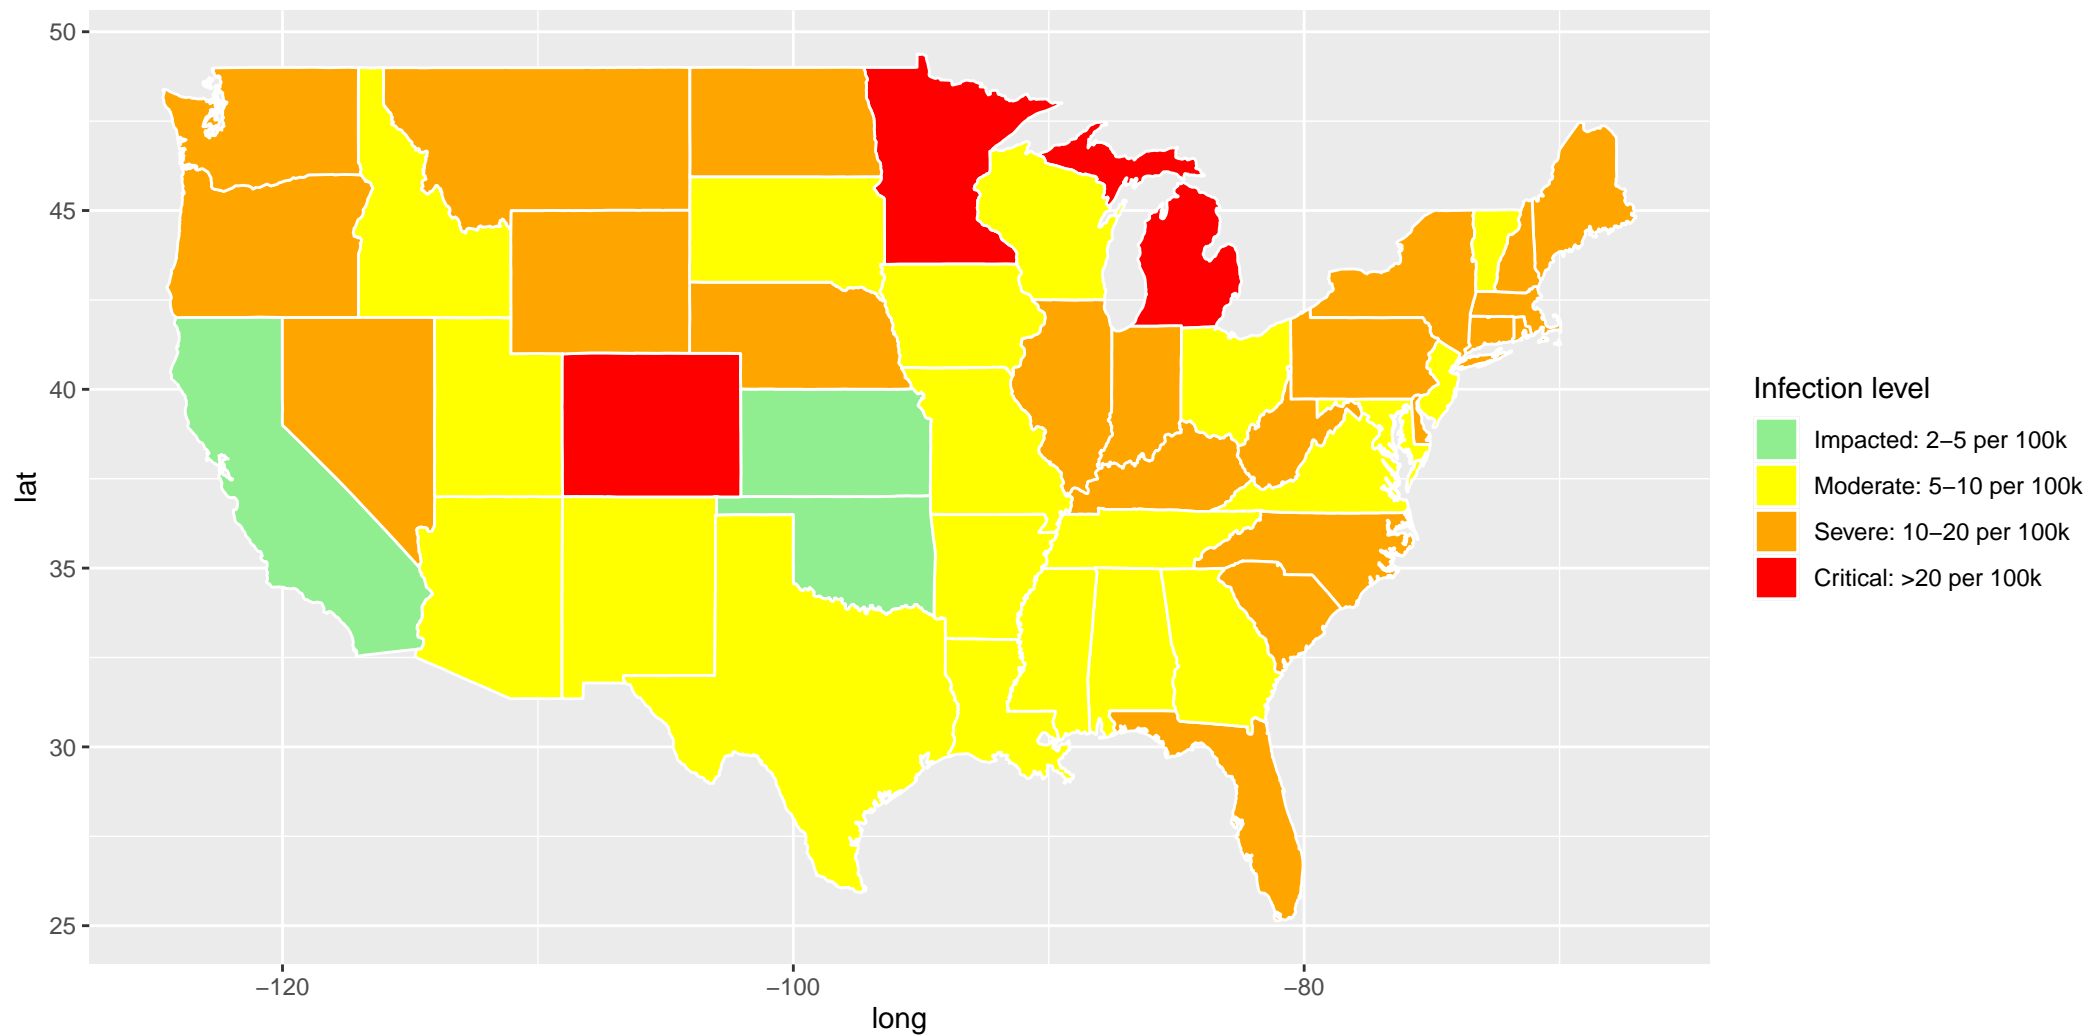 50
45
40
35
30
25
lat
−120
−100
−80
long
Infection level
Impacted: 2−5 per 100k
Moderate: 5−10 per 100k
Severe: 10−20 per 100k
Critical: >20 per 100k